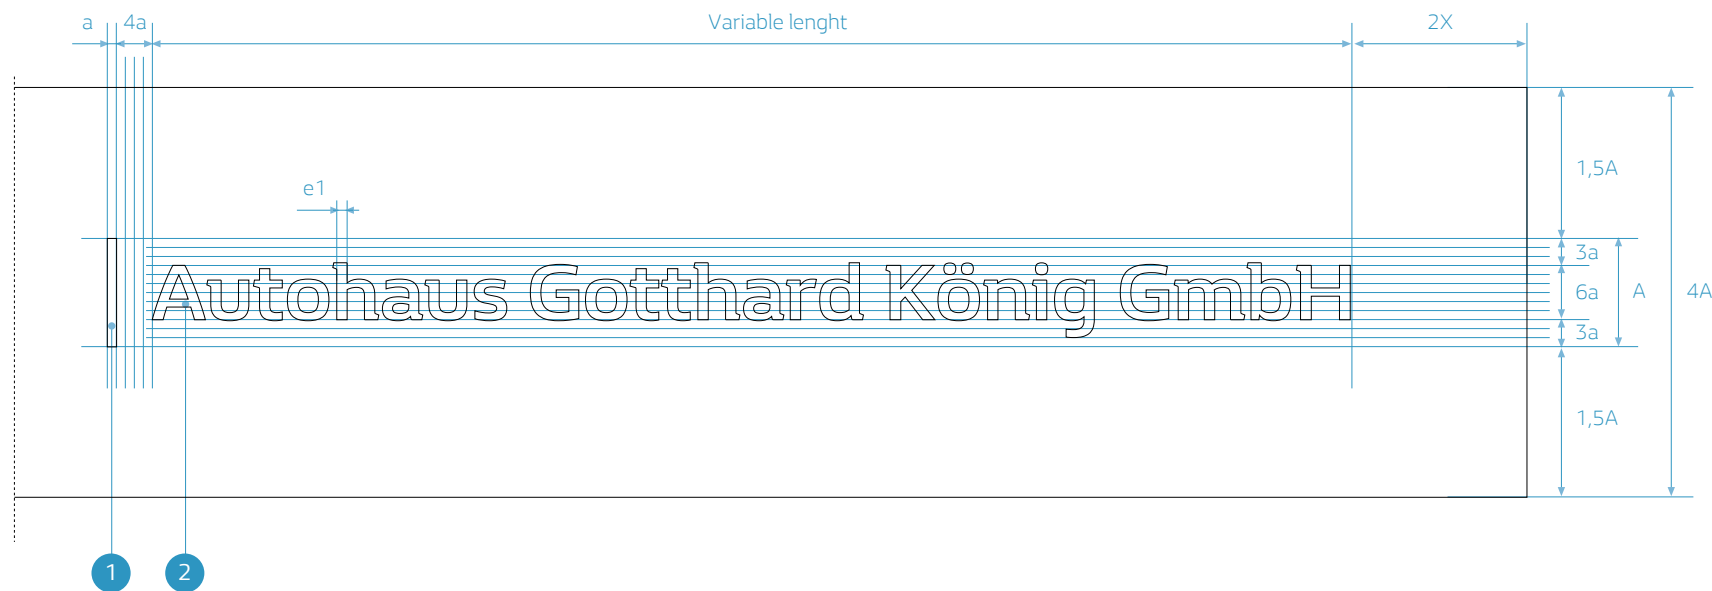 a 4a Variable lenght 2X
1,5A
e1
3a
Autohaus Gotthard König GmbH 6a A 4A
3a
1,5A
1 2